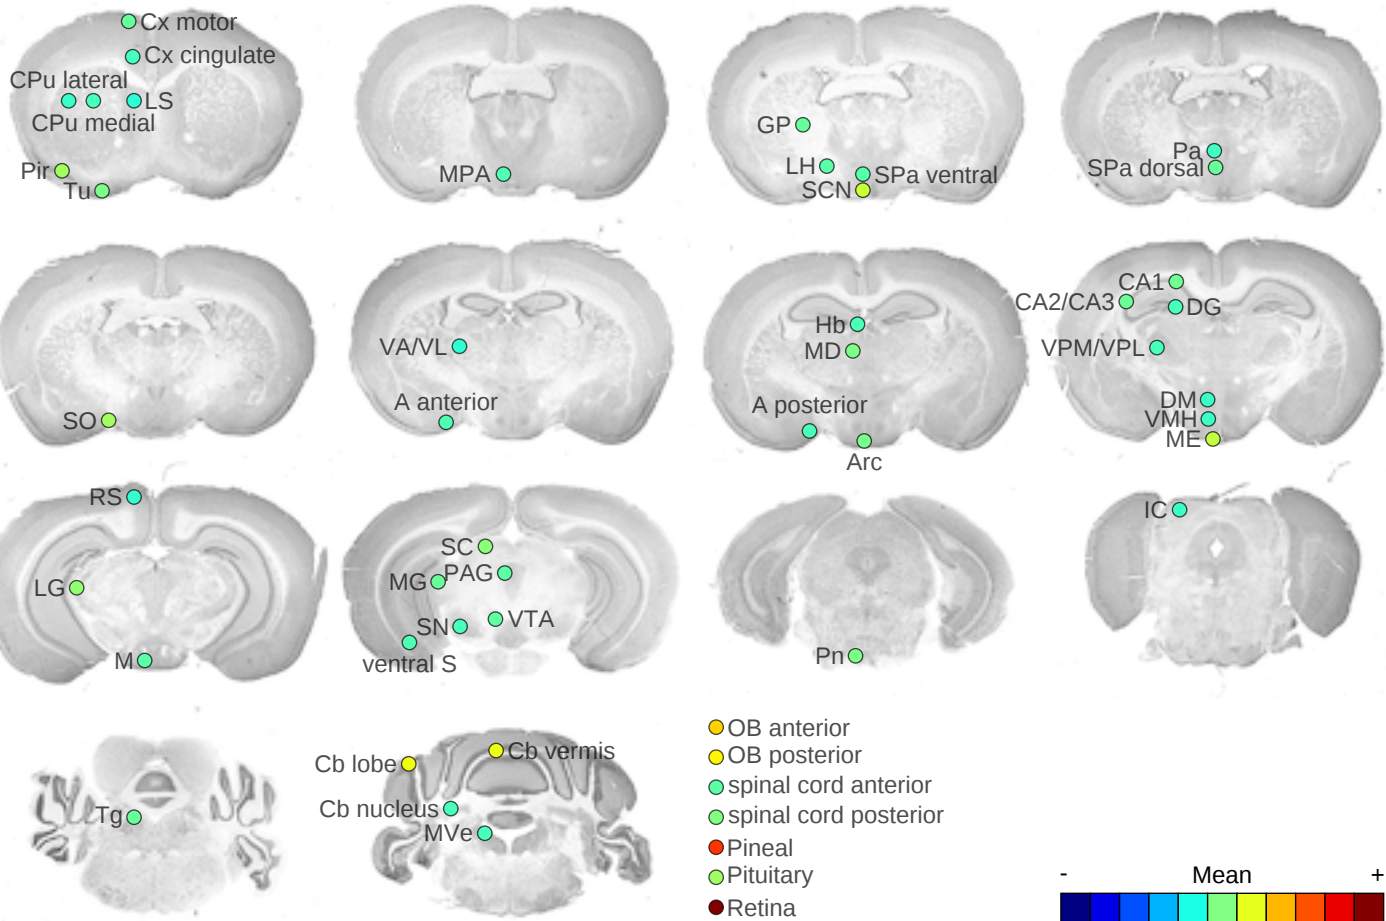 Cx motor
Cx cingulate
CPu lateral
LS
CPu medial
Pir
Tu
MPA
GP
LH
SPa ventral
SCN
Pa
SPa dorsal
SO
VA/VL
A anterior
Hb
MD
A posterior
Arc
CA1
CA2/CA3
DG
VPM/VPL
DM
VMH
ME
RS
LG
M
SC
PAG
MG
VTA
SN
ventral S
Pn
IC
Tg
Cb lobe
Cb vermis
Cb nucleus
MVe
OB anterior
OB posterior
spinal cord anterior
spinal cord posterior
Pineal
Pituitary
Retina
- Mean +